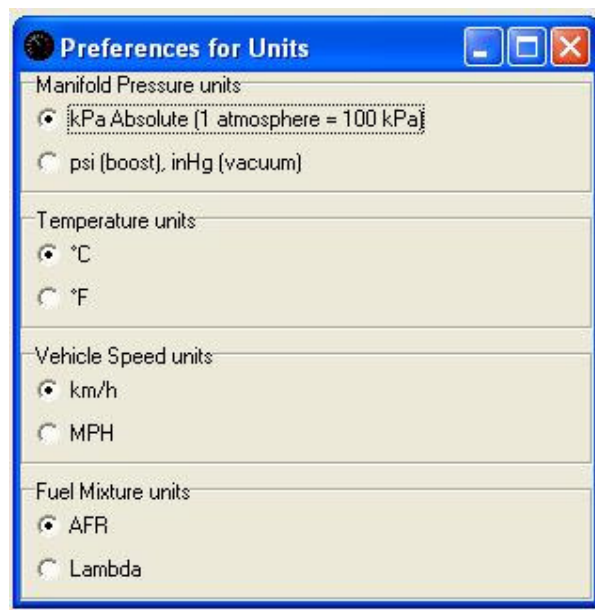 Preferences for Units
Manifold Pressure units
kPa Absolute (1 atmosphere = 100 kPa)
psi (boost), inHg (vacuum)
Temperature units
°C
°F
Vehicle Speed units
km/h
MPH
Fuel Mixture units
AFR
Lambda